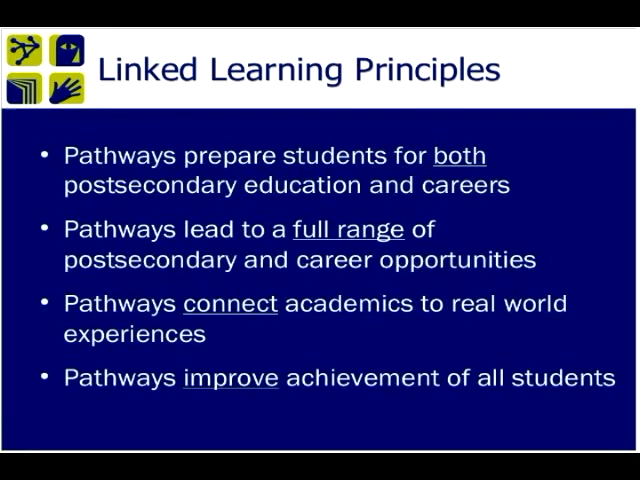 Linked Learning Principles
• Pathways prepare students for both
postsecondary education and careers
• Pathways lead to a full range of
postsecondary and career opportunities
• Pathways connect academics to real world
experiences
• Pathways improve achievement of all students